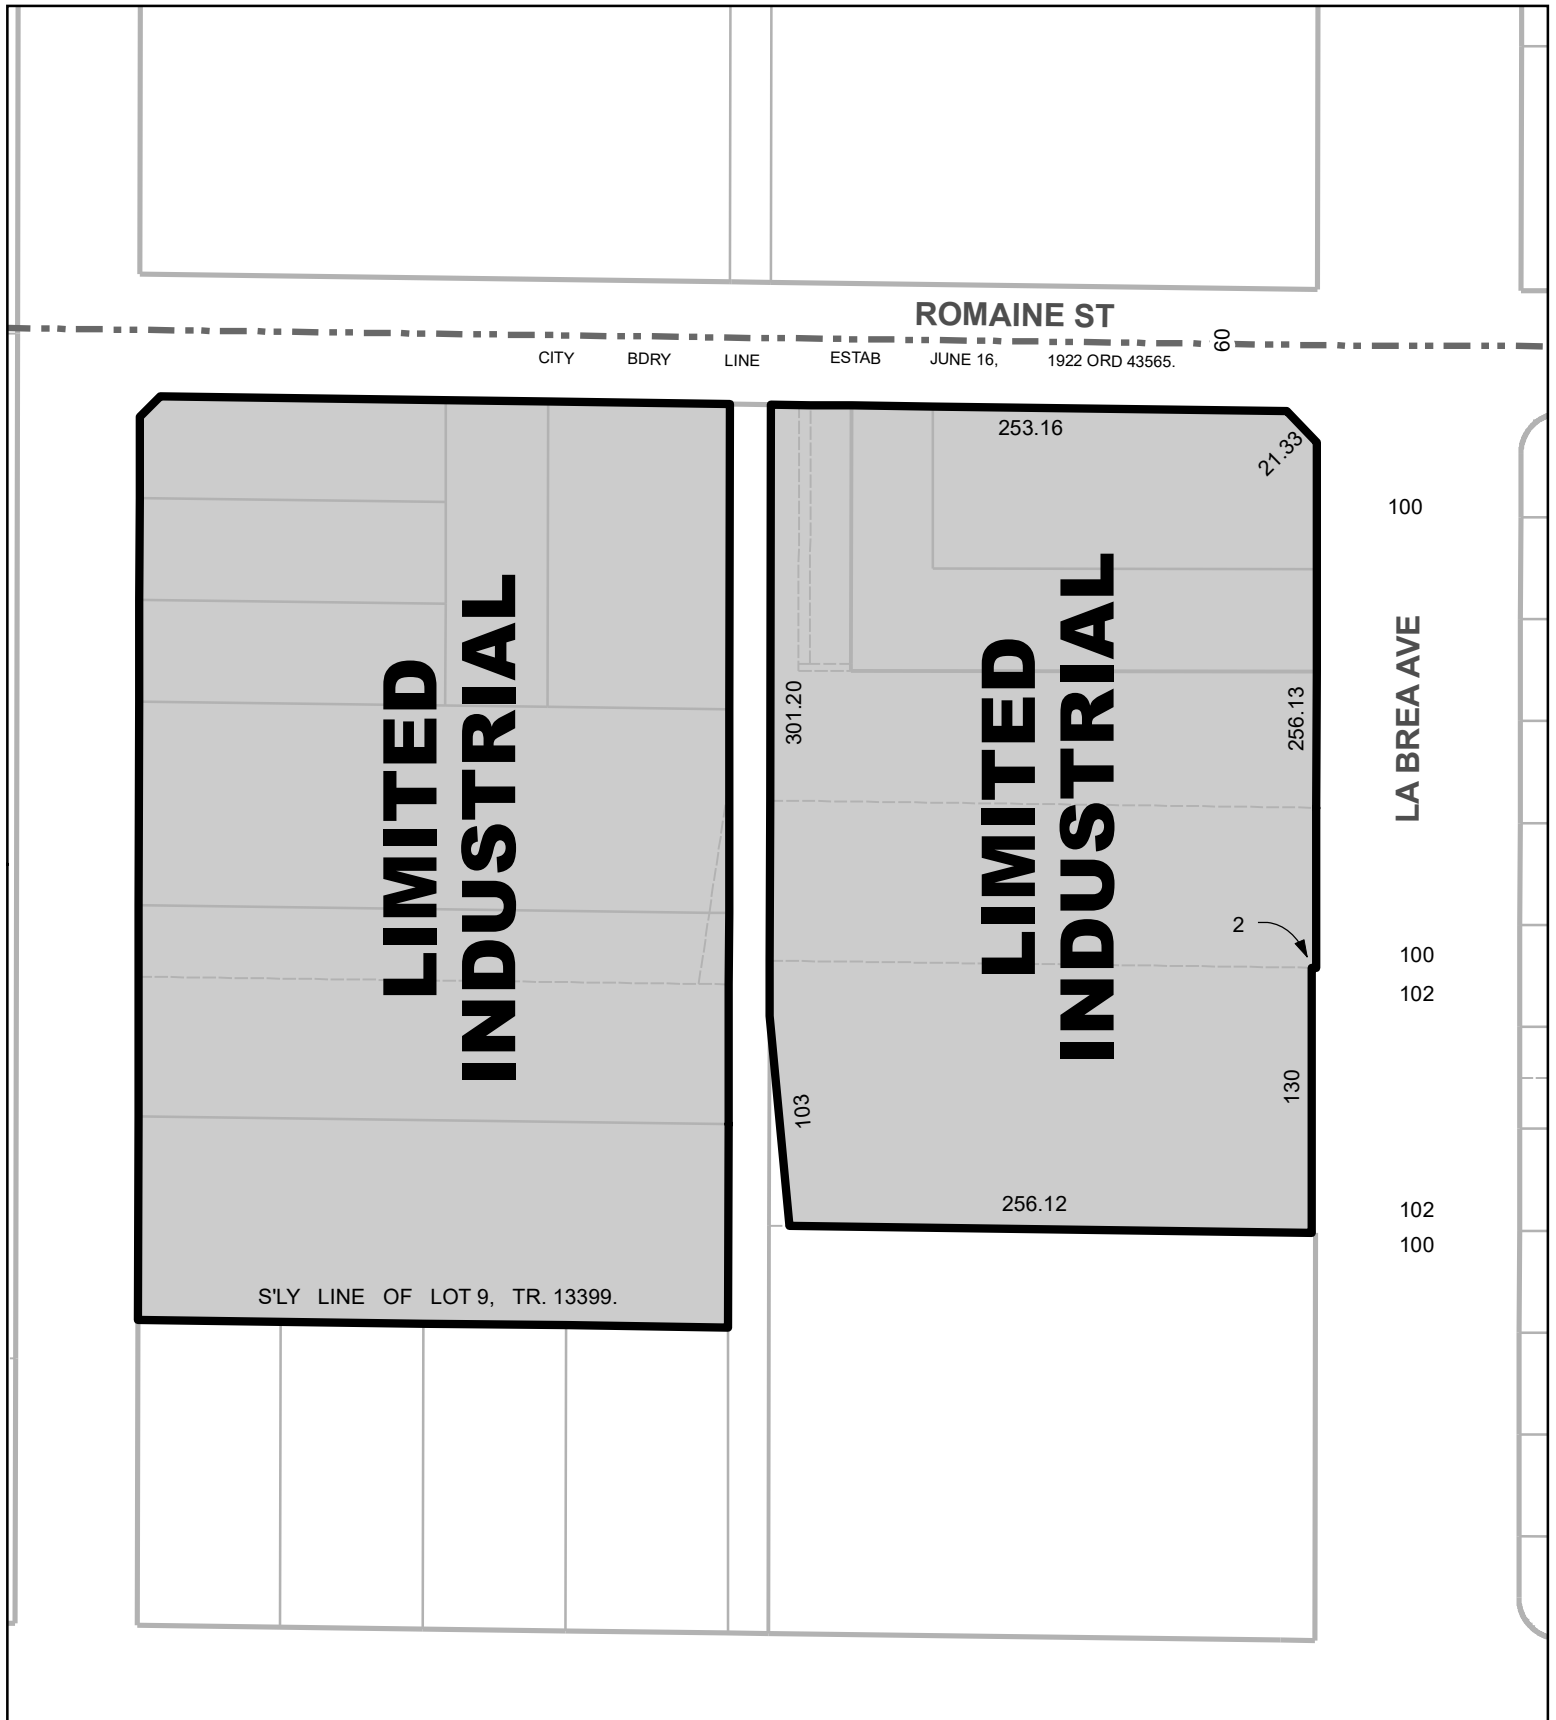 ROMAINE ST
60
CITY BDRY LINE ESTAB JUNE 16, 1922 ORD 43565.
253.16
21.33
100
LIMITED
INDUSTRIAL
301.20
LIMITED
INDUSTRIAL
256.13
LA BREA AVE
2
100
102
103
130
256.12
102
100
S'LY LINE OF LOT 9, TR. 13399.